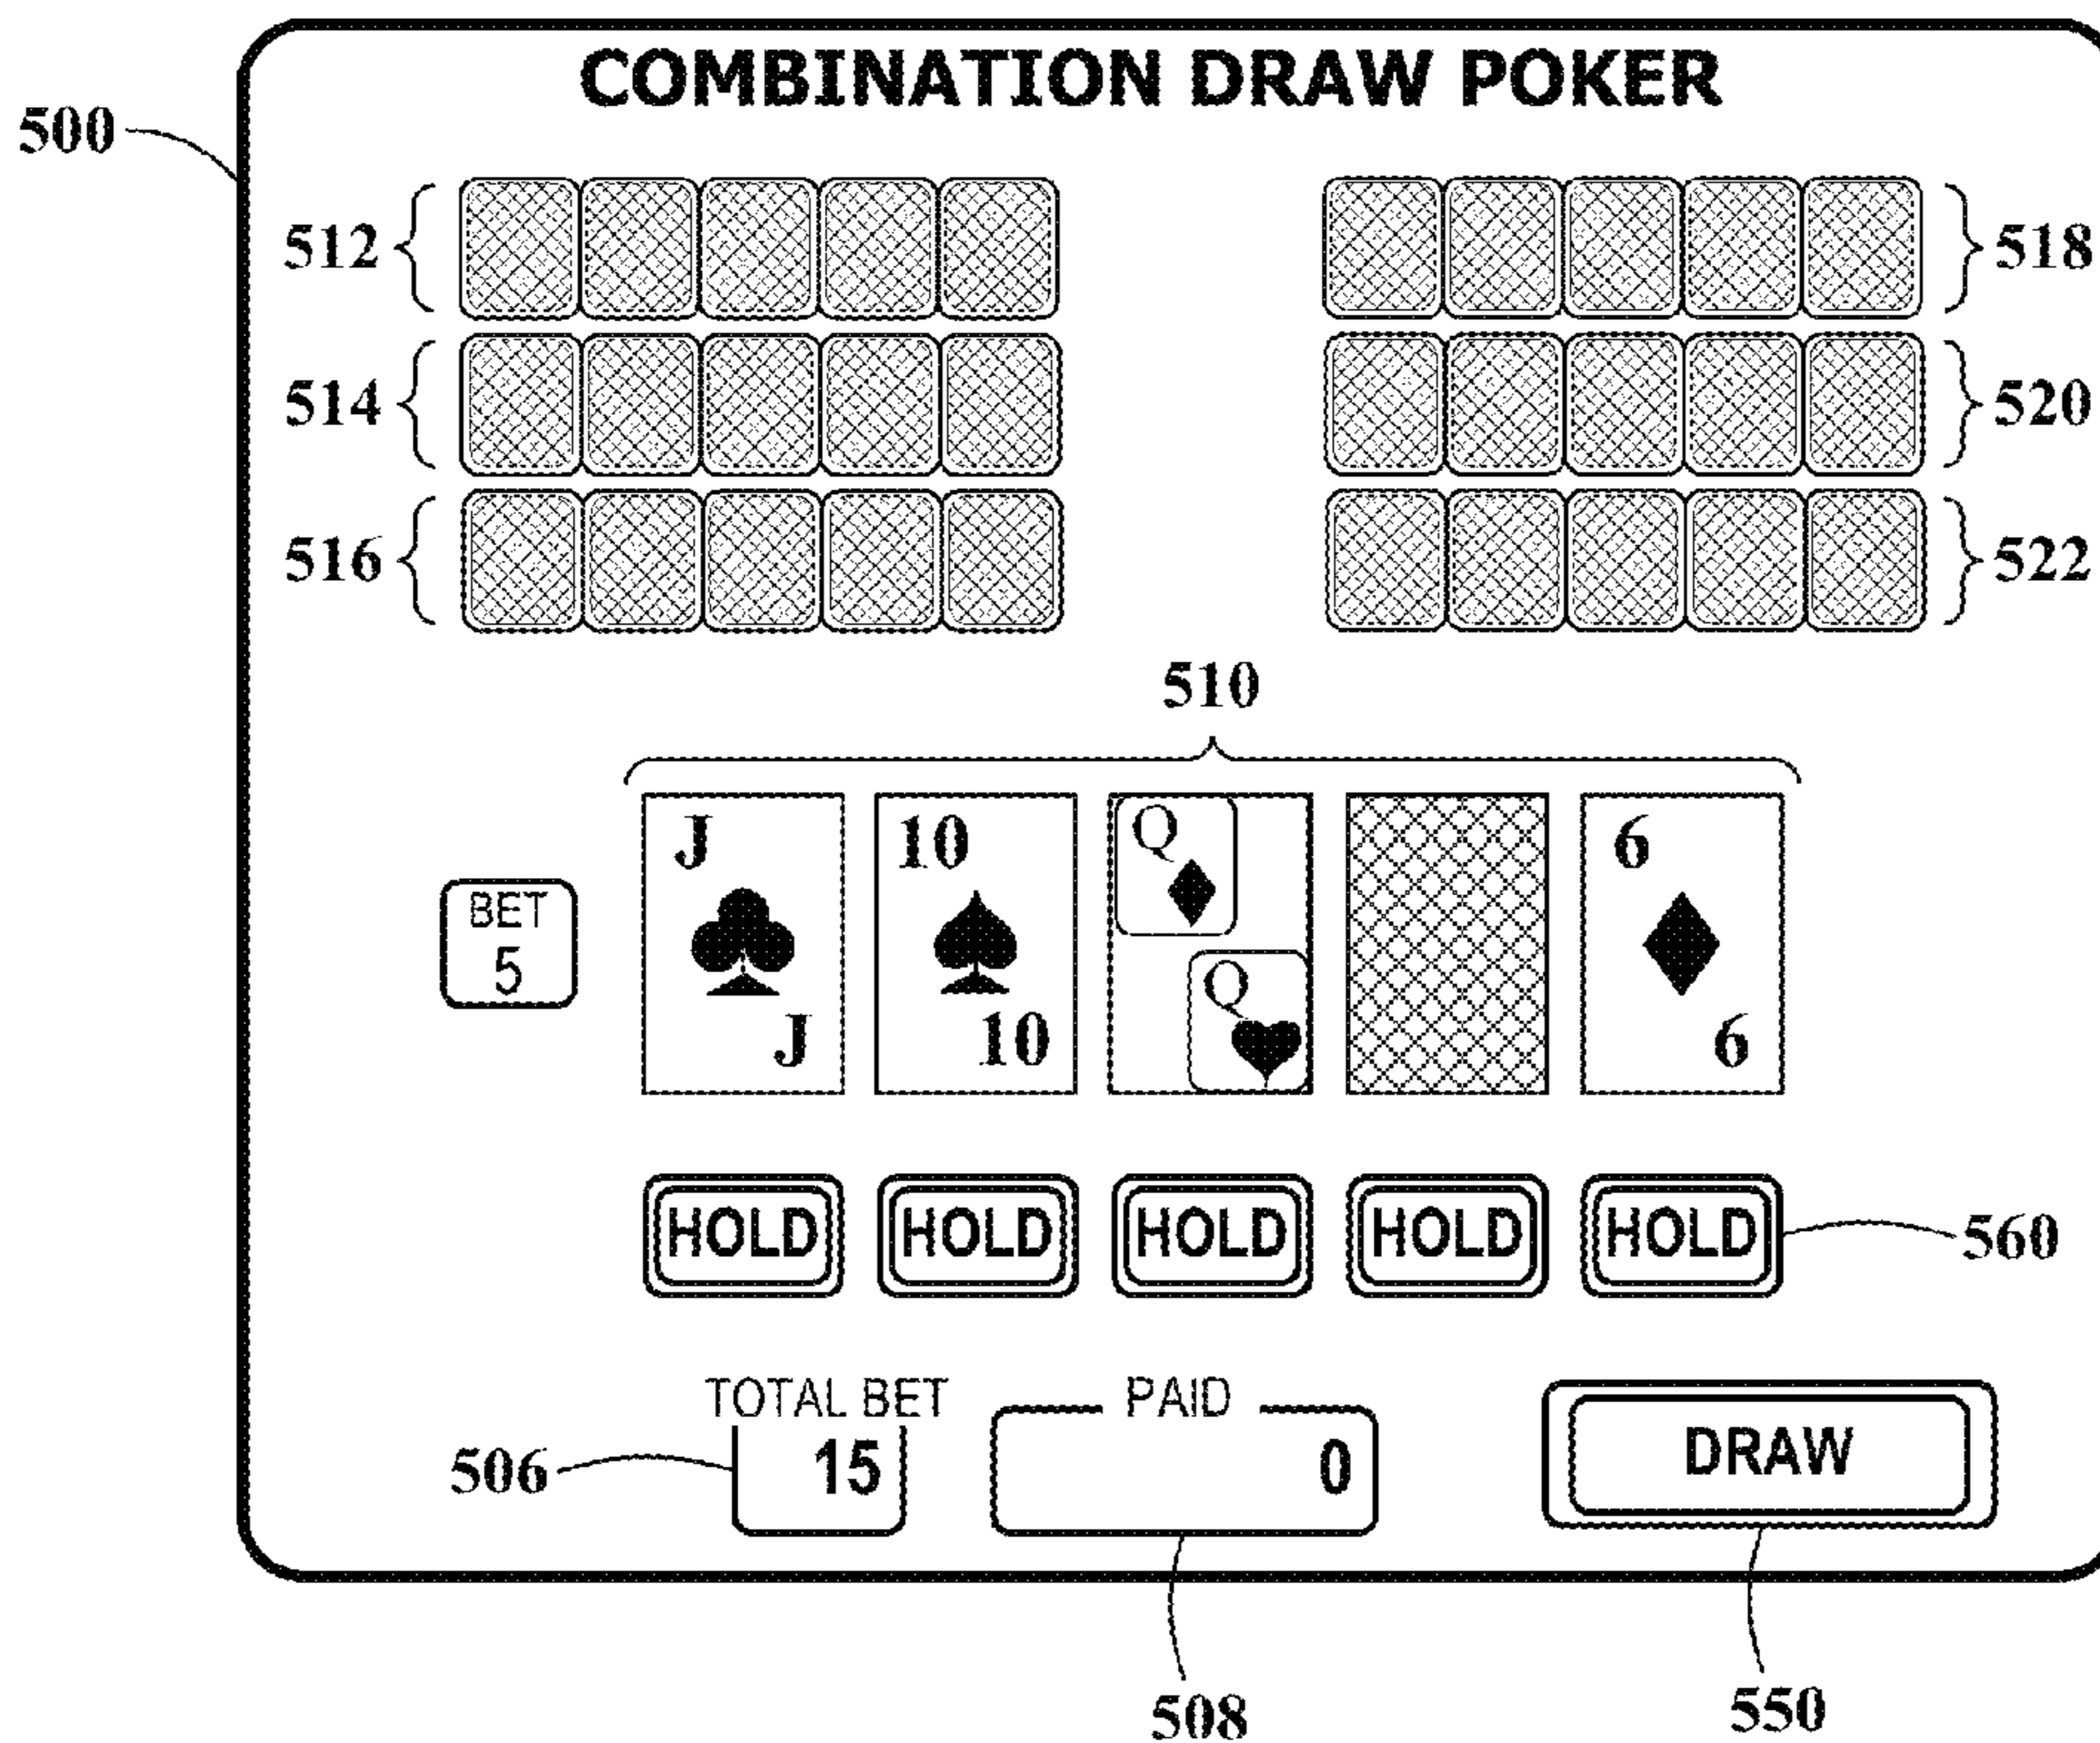 COMBINATION DRAW POKER
500
512
518
514
520
516
522
510
J
10
Q
6
BET
5
Q
J
10
6
HOLD HOLD HOLD HOLD HOLD
560
TOTAL BET
PAID
506
15
0
DRAW
508
550